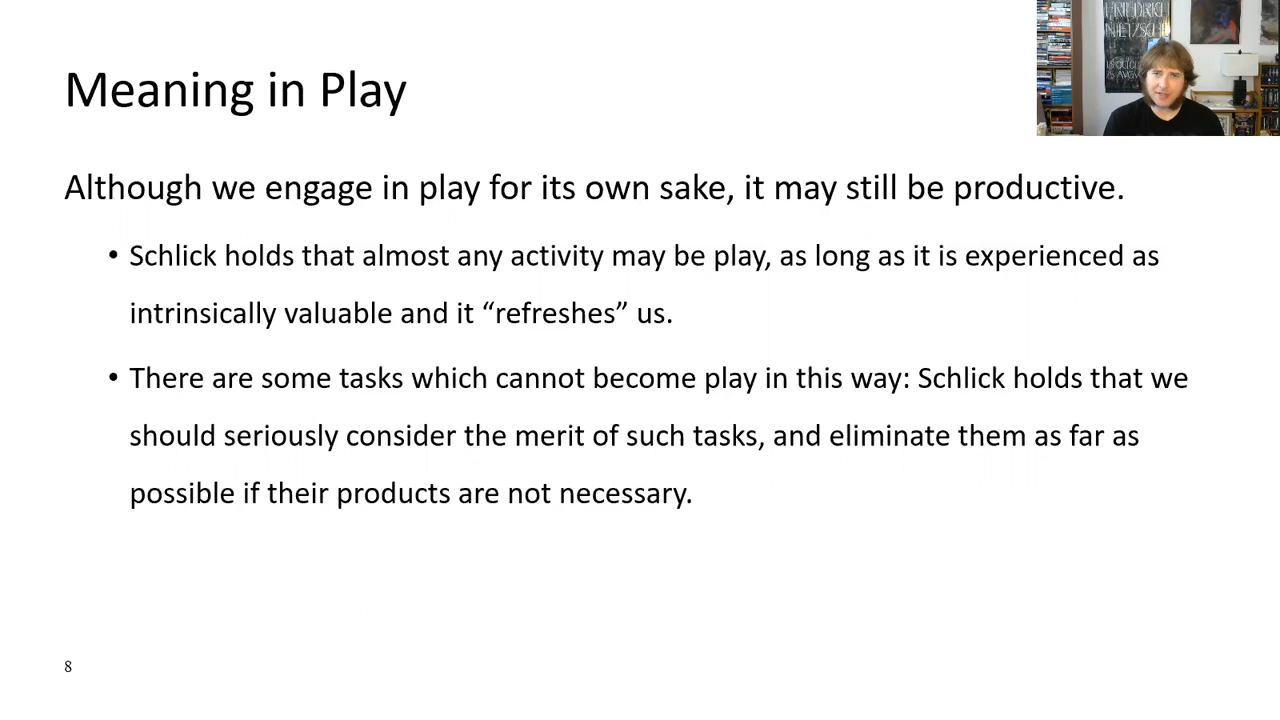 Meaning in Play
FRIEDRICH
NIETZSCHE
Although we engage in play for its own sake, it may still be productive.
• Schlick holds that almost any activity may be play, as long as it is experienced as
intrinsically valuable and it “refreshes” us.
• There are some tasks which cannot become play in this way: Schlick holds that we
should seriously consider the merit of such tasks, and eliminate them as far as
possible if their products are not necessary.
8